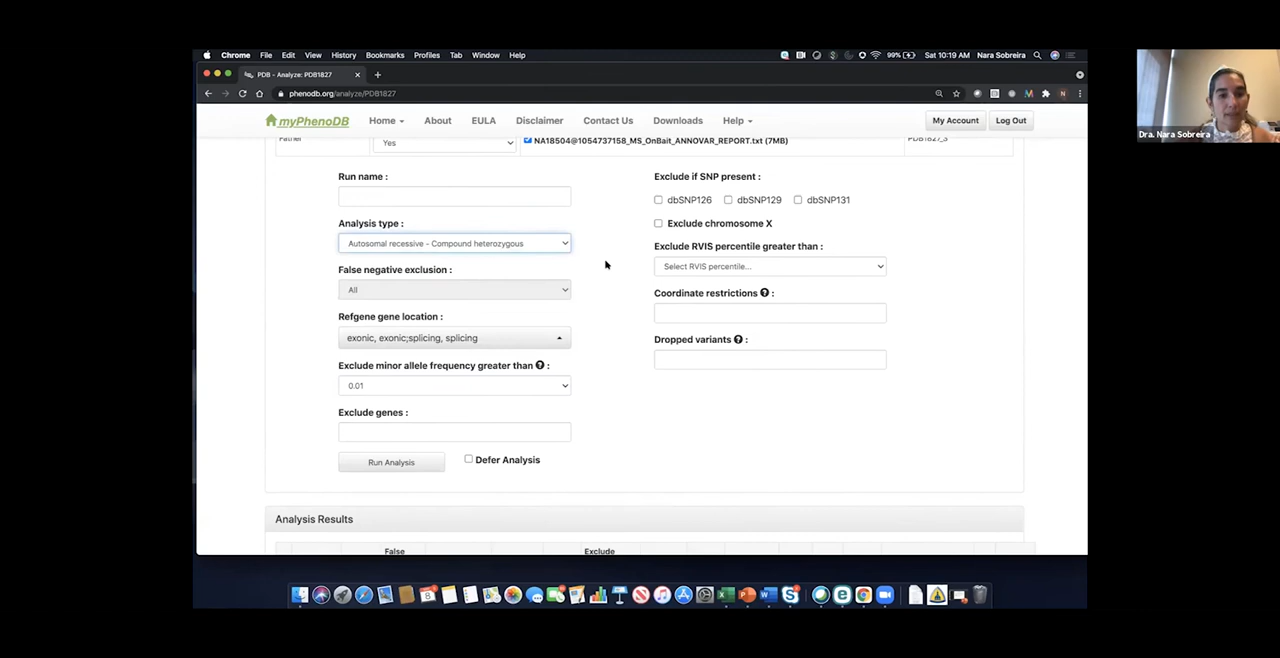 Chrome File Edit View History Bookmarks Profiles Tab Window Help 99% Sat 10:19 AM Nara Sobreira
PDB - Analyze: PDB1827
phenodb.org/analyze/PDB1827
myPhenoDB Home About EULA Disclaimer Contact Us Downloads Help My Account Log Out
Father Yes NA18504@1054737158_MS_OnBait_ANNOVAR_REPORT.txt (7MB) PDB1827_3
Run name :
Analysis type :
Autosomal recessive - Compound heterozygous
False negative exclusion :
All
Refgene gene location :
exonic, exonic;splicing, splicing
Exclude minor allele frequency greater than ? :
0.01
Exclude genes :
Run Analysis Defer Analysis
Exclude if SNP present :
dbSNP126 dbSNP129 dbSNP131
Exclude chromosome X
Exclude RVIS percentile greater than :
Select RVIS percentile...
Coordinate restrictions ? :
Dropped variants ? :
Analysis Results
False Exclude
Dra. Nara Sobreira